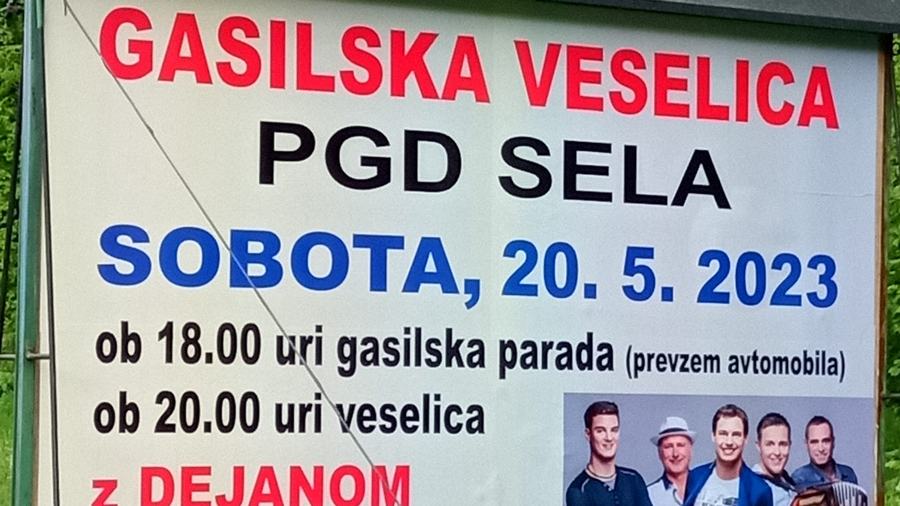 GASILSKA VESELICA
PGD SELA
SOBOTA, 20. 5. 2023
ob 18.00 uri gasilska parada (prevzem avtomobila)
ob 20.00 uri veselica
z DEJANOM